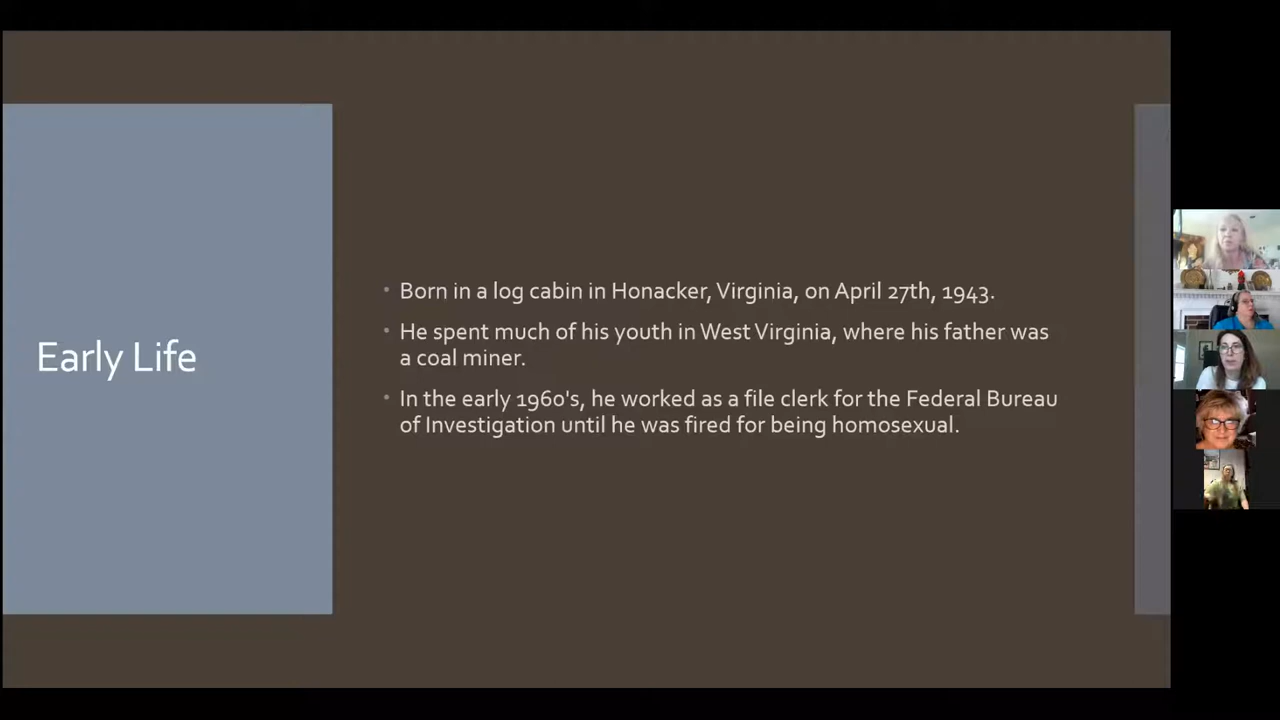 Early Life
Born in a log cabin in Honacker, Virginia, on April 27th, 1943.
He spent much of his youth in West Virginia, where his father was
a coal miner.
In the early 1960's, he worked as a file clerk for the Federal Bureau
of Investigation until he was fired for being homosexual.